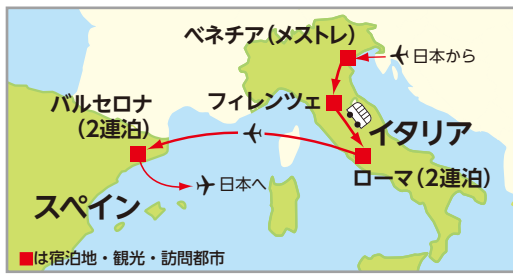 ベネチア(メストレ)
日本から
バルセロナ
(2連泊)
フィレンツェ
イタリア
ローマ(2連泊)
日本へ
スペイン
■は宿泊地・観光・訪問都市